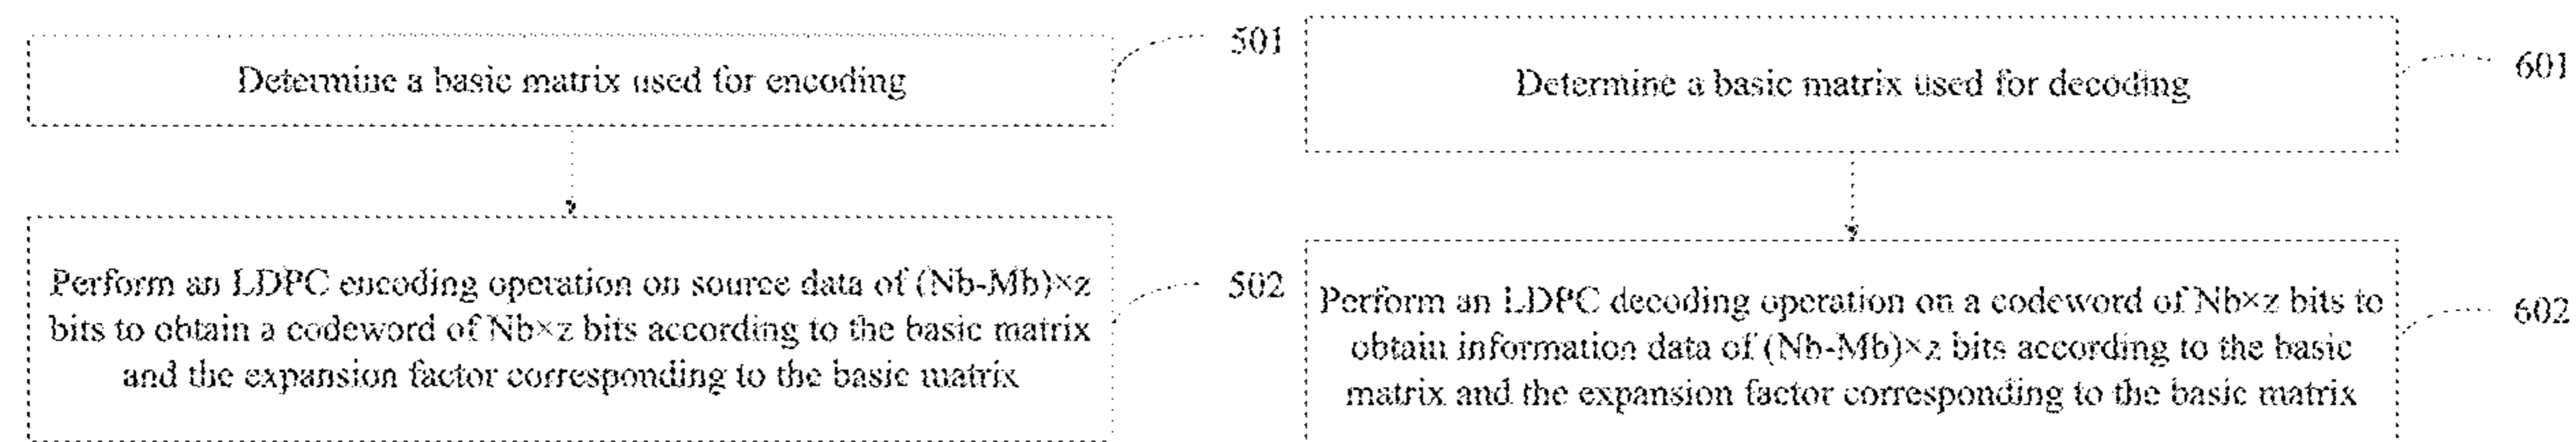 Determine a basic matrix used for encoding
501
Perform an LDPC encoding operation on source data of (Nb-Mb)×z
bits to obtain a codeword of Nb×z bits according to the basic matrix
and the expansion factor corresponding to the basic matrix
502
Determine a basic matrix used for decoding
601
Perform an LDPC decoding operation on a codeword of Nb×z bits to
obtain information data of (Nb-Mb)×z bits according to the basic
matrix and the expansion factor corresponding to the basic matrix
602